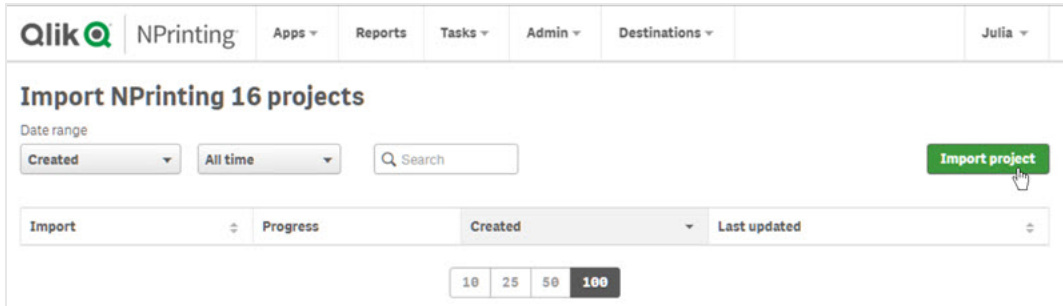 Qlik NPrinting Apps Reports Tasks Admin Destinations Julia
Import NPrinting 16 projects
Date range
Created All time Search Import project
Import Progress Created Last updated
10 25 50 100